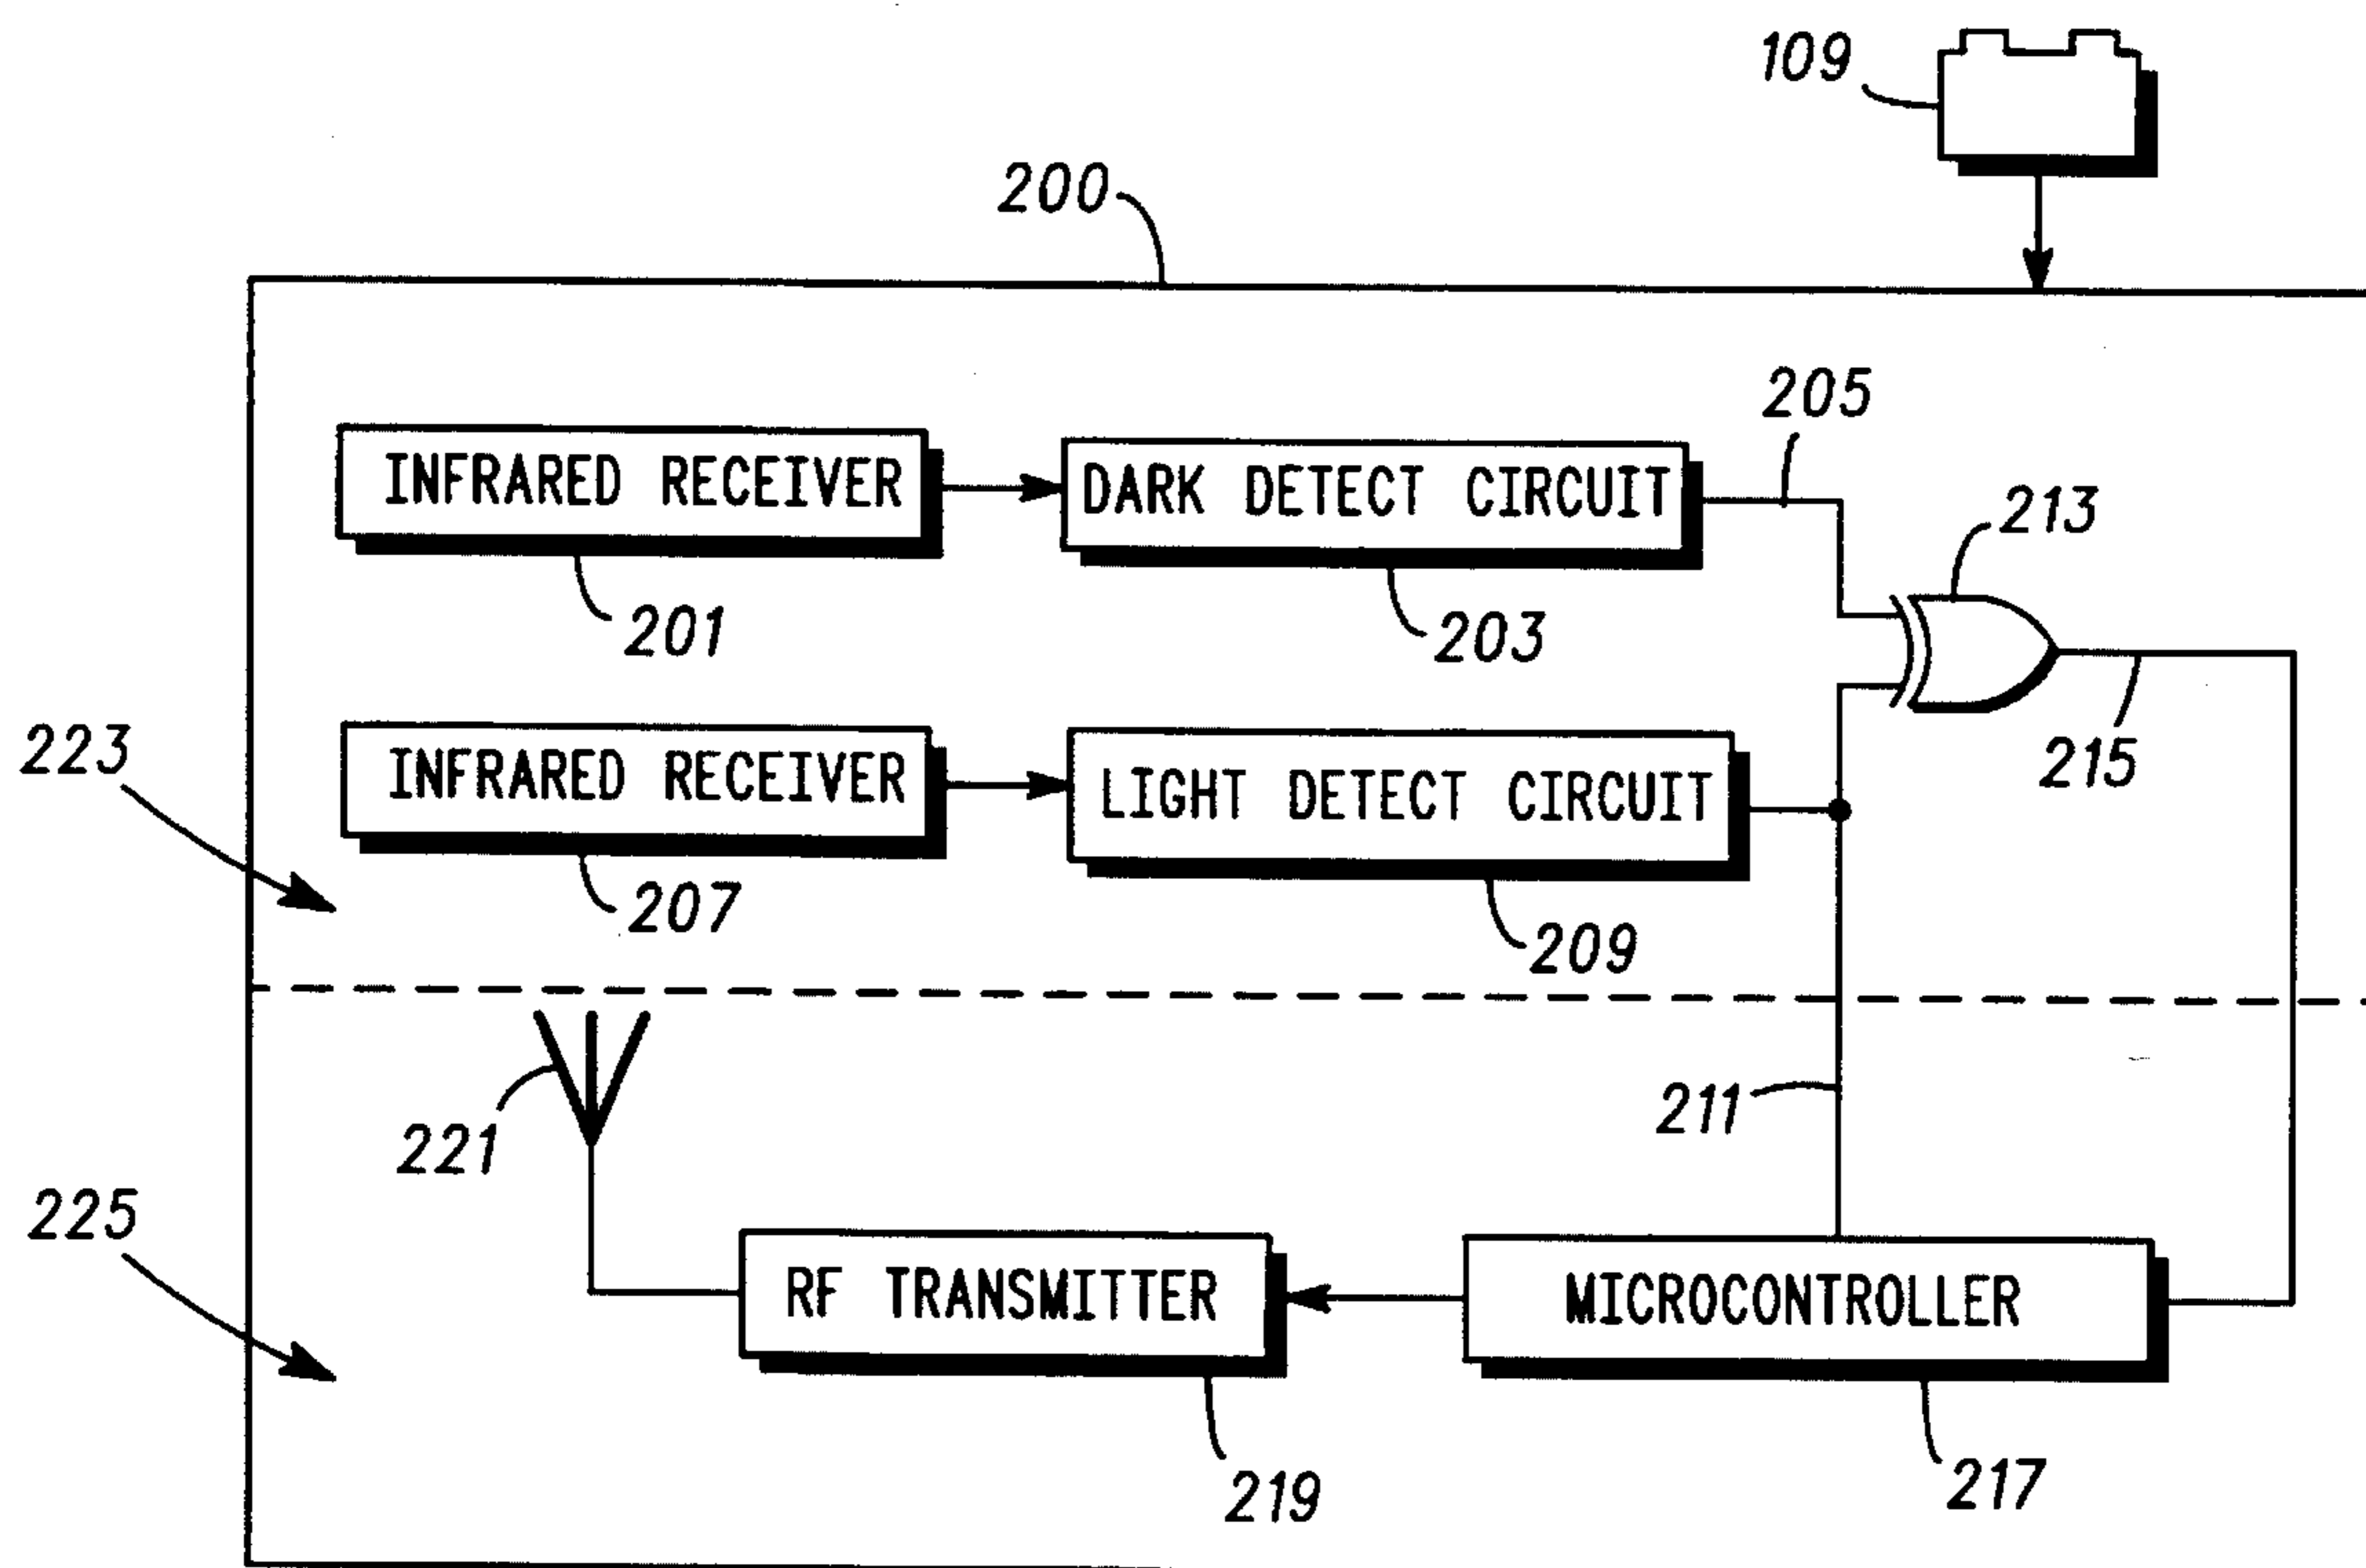 109
200
205
INFRARED RECEIVER
DARK DETECT CIRCUIT
213
201
203
223
INFRARED RECEIVER
LIGHT DETECT CIRCUIT
215
207
209
211
221
225
RF TRANSMITTER
MICROCONTROLLER
219
217